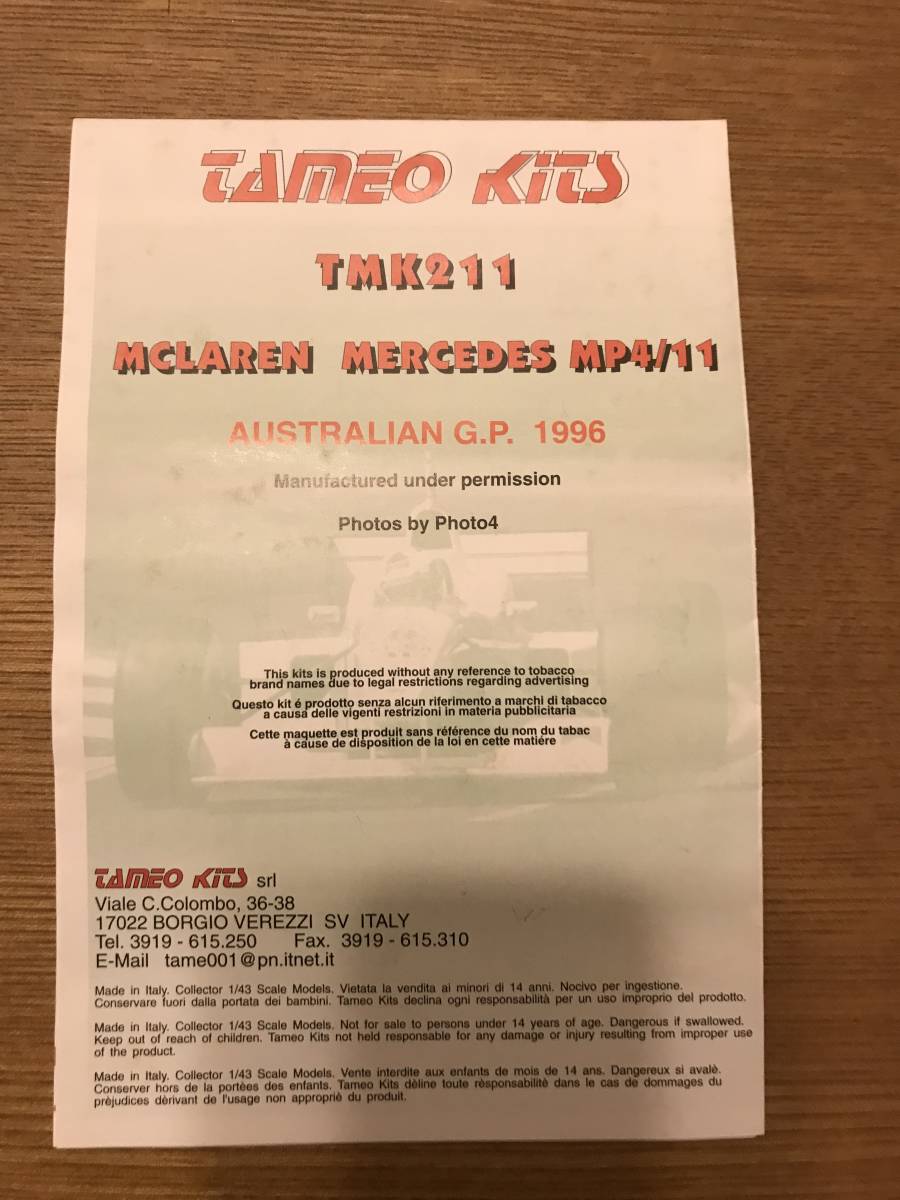 TAMEO KITS
TMK211
MCLAREN MERCEDES MP4/11
AUSTRALIAN G.P. 1996
Manufactured under permission
Photos by Photo4
This kits is produced without any reference to tobacco
brand names due to legal restrictions regarding advertising
Questo kit é prodotto senza alcun riferimento a marchi di tabacco
a causa delle vigenti restrizioni in materia pubblicitaria
Cette maquette est produit sans référence du nom du tabac
à cause de disposition de la loi en cette matiére
TAMEO KITS srl
Viale C.Colombo, 36-38
17022 BORGIO VEREZZI SV ITALY
Tel. 3919 - 615.250 Fax. 3919 - 615.310
E-Mail tame001@pn.itnet.it
Made in Italy. Collector 1/43 Scale Models. Vietata la vendita ai minori di 14 anni. Nocivo per ingestione.
Conservare fuori dalla portata dei bambini. Tameo Kits declina ogni responsabilità per un uso improprio del prodotto.
Made in Italy. Collector 1/43 Scale Models. Not for sale to persons under 14 years of age. Dangerous if swallowed.
Keep out of reach of children. Tameo Kits not held responsable for any damage or injury resulting from improper use
of the product.
Made in Italy. Collector 1/43 Scale Models. Vente interdite aux enfants de mois de 14 ans. Dangereux si avalè.
Conserver hors de la portèes des enfants. Tameo Kits dèline toute rèsponsabilitè dans le cas de dommages du
prèjudices dèrivant de l'usage non appropriè du produit.